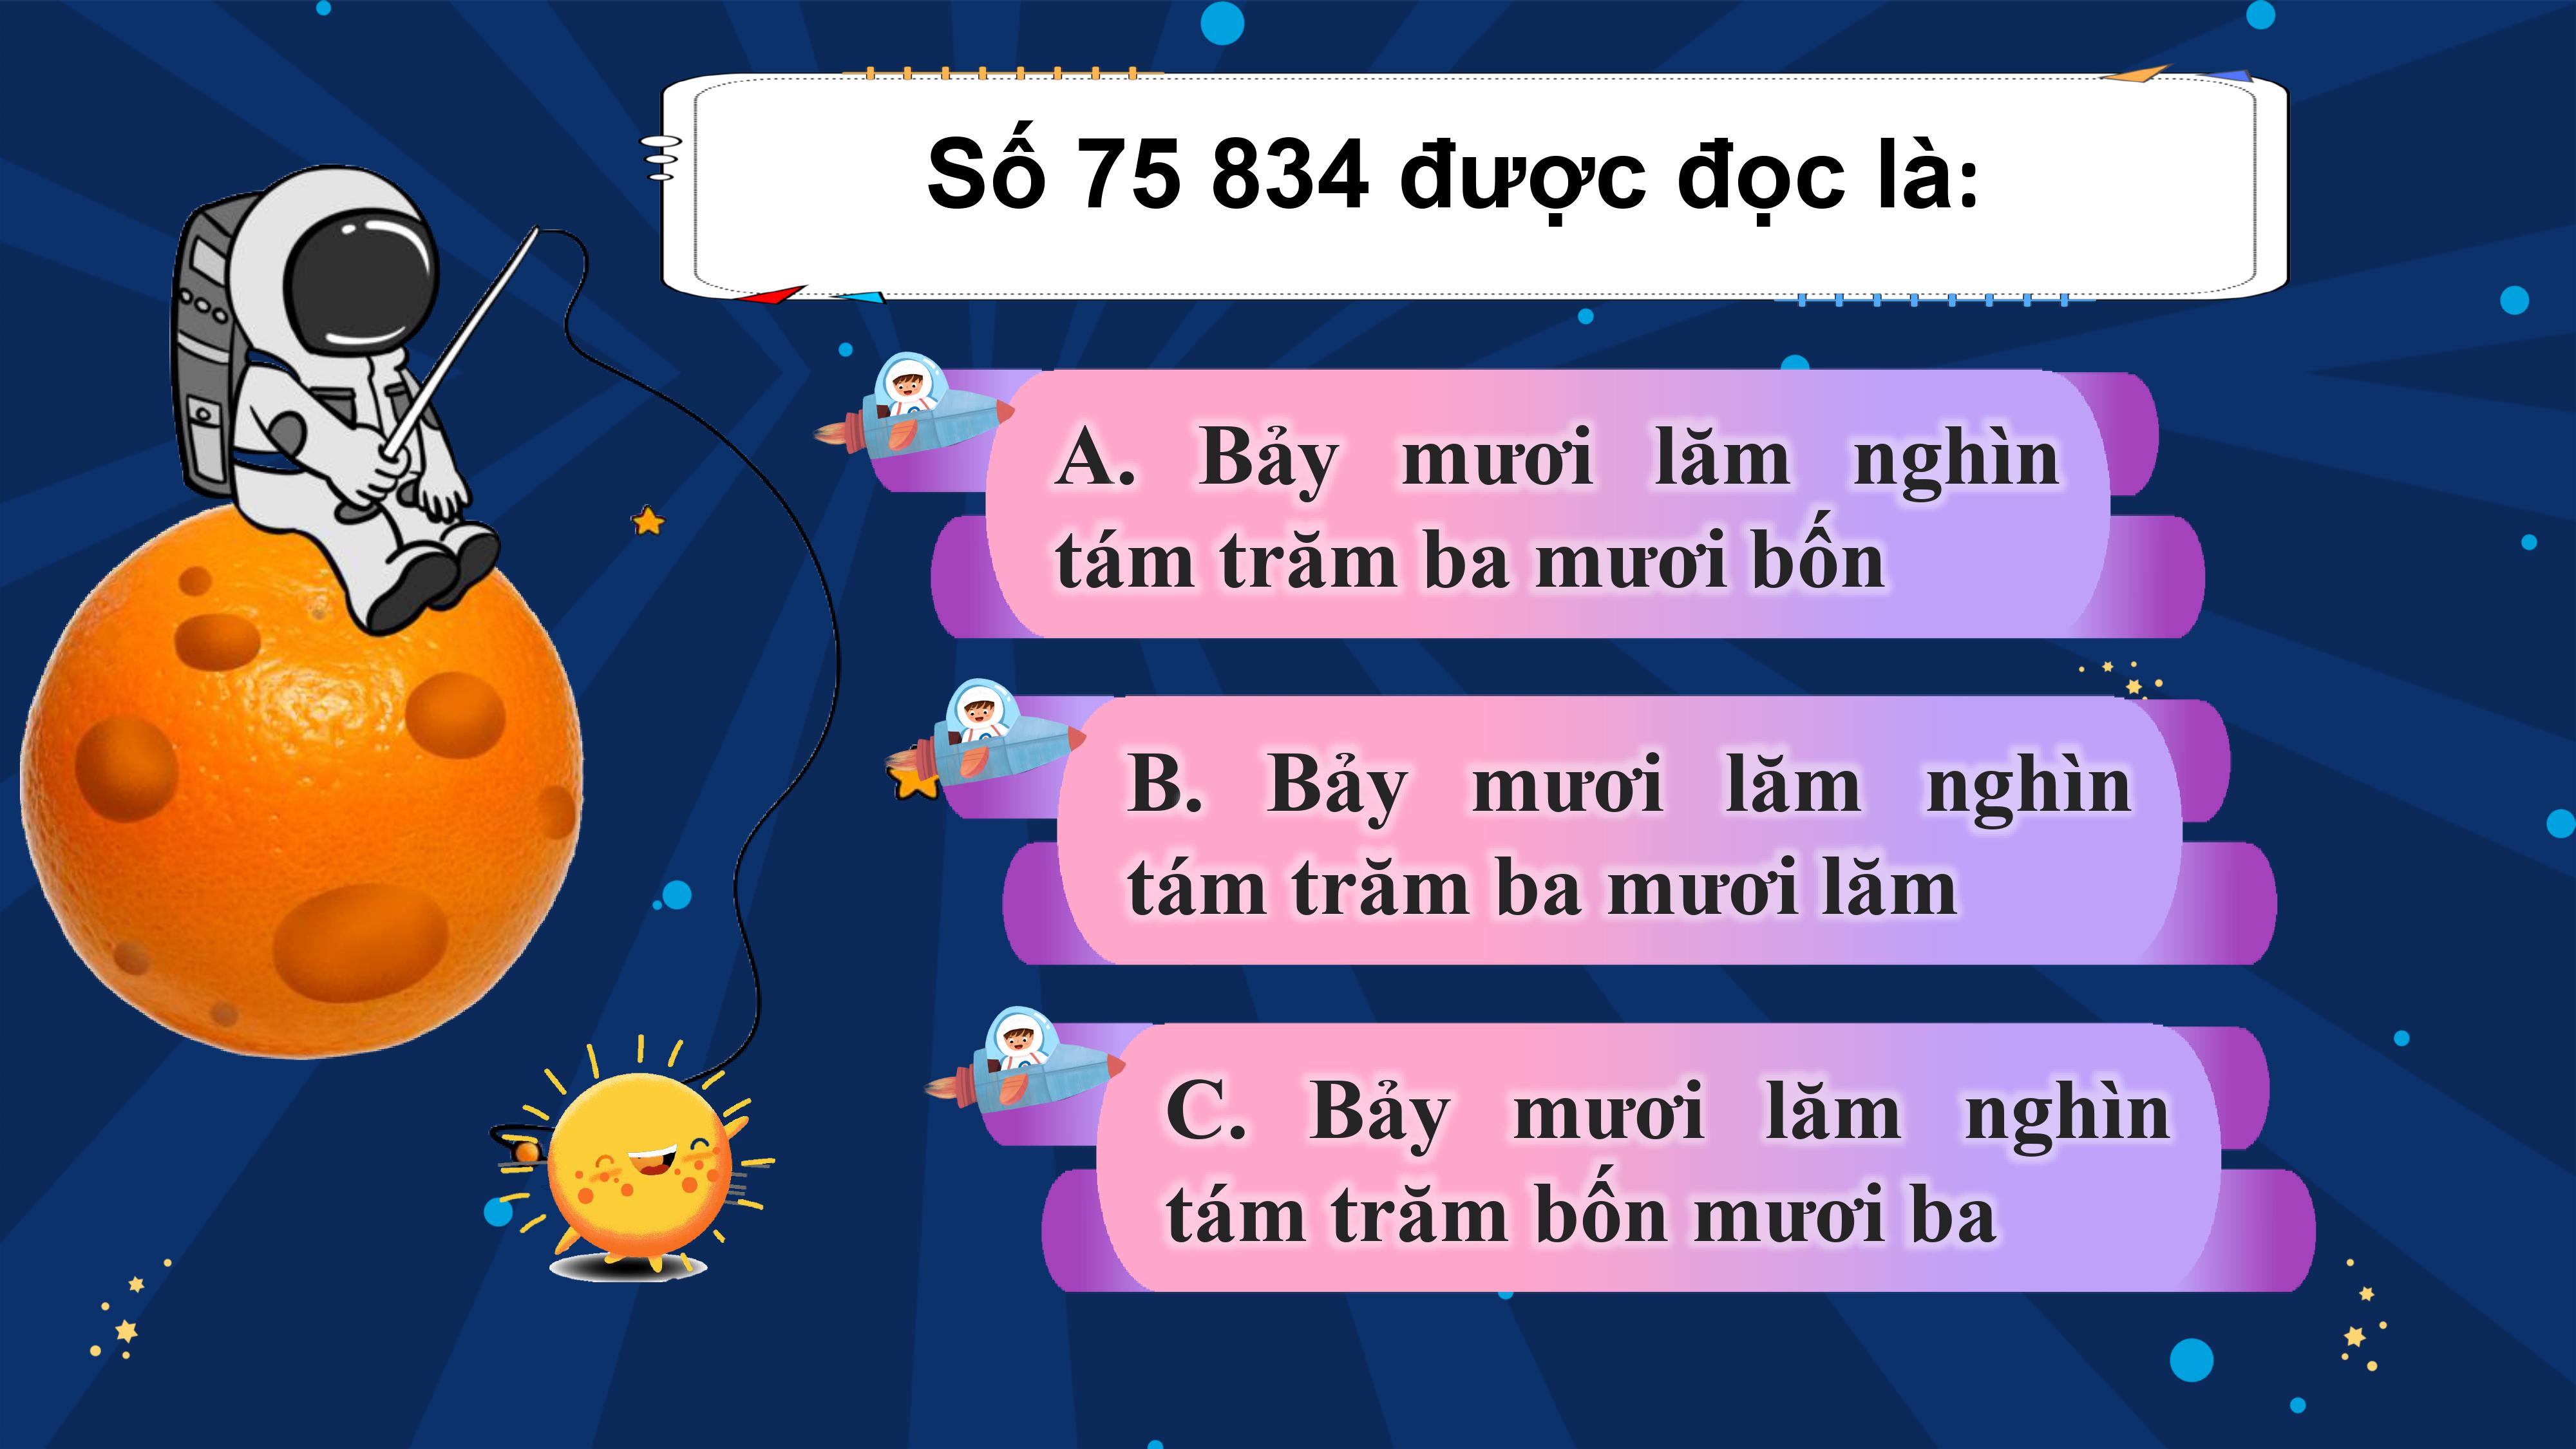 Số 75 834 được đọc là:
A. Bảy mươi lăm nghìn
tám trăm ba mươi bốn
B. Bảy mươi lăm nghìn
tám trăm ba mươi lăm
C. Bảy mươi lăm nghìn
tám trăm bốn mươi ba